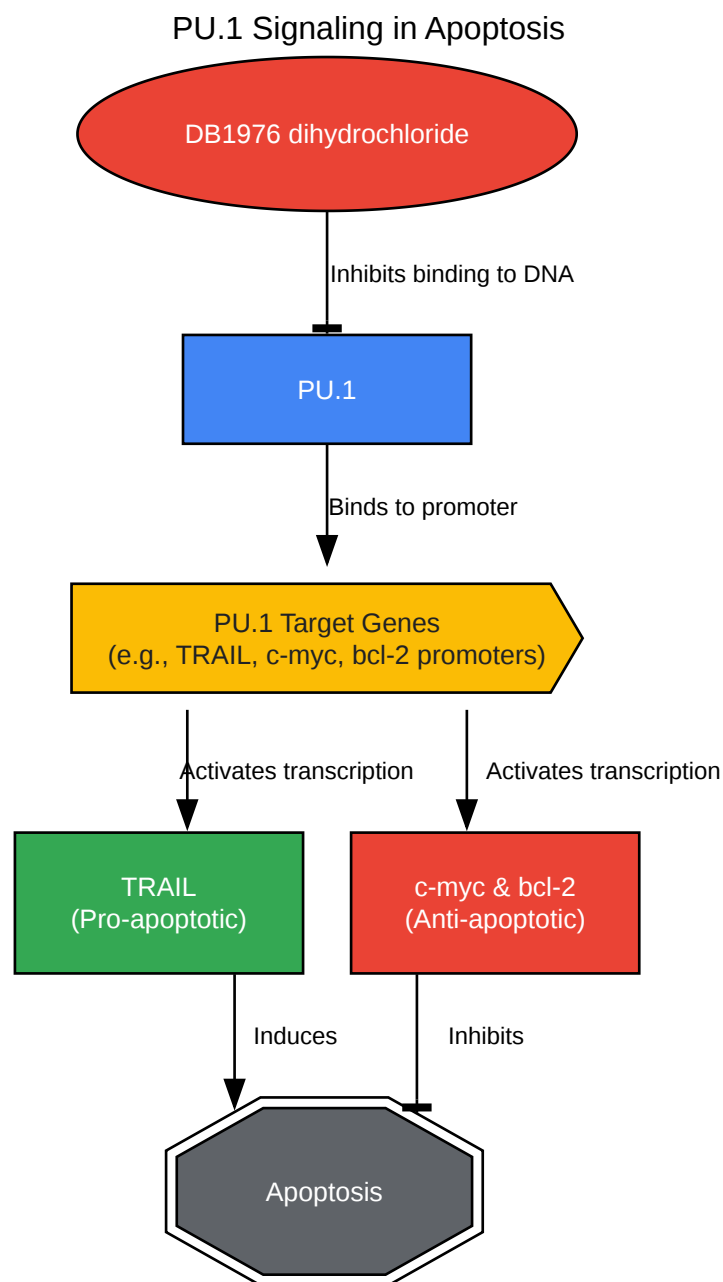 PU.1 Signaling in Apoptosis
DB1976 dihydrochloride
Inhibits binding to DNA
PU.1
Binds to promoter
PU.1 Target Genes
(e.g., TRAIL, c-myc, bcl-2 promoters)
Activates transcription
Activates transcription
TRAIL
(Pro-apoptotic)
c-myc & bcl-2
(Anti-apoptotic)
Induces
Inhibits
Apoptosis